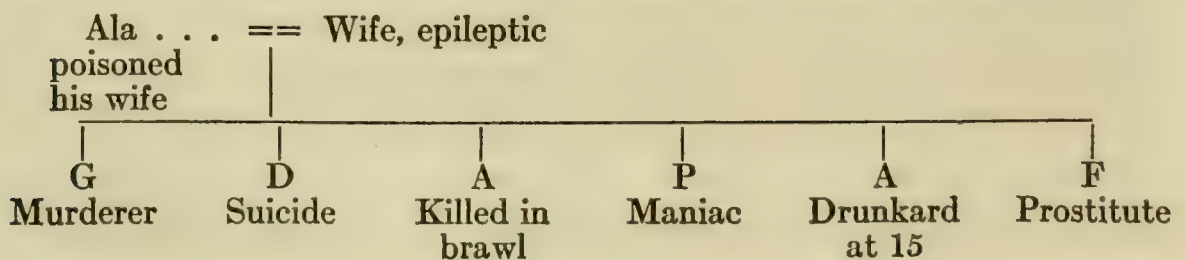 Ala . . . == Wife, epileptic
poisoned
his wife
G D A P A F
Murderer Suicide Killed in Maniac Drunkard Prostitute
brawl at 15